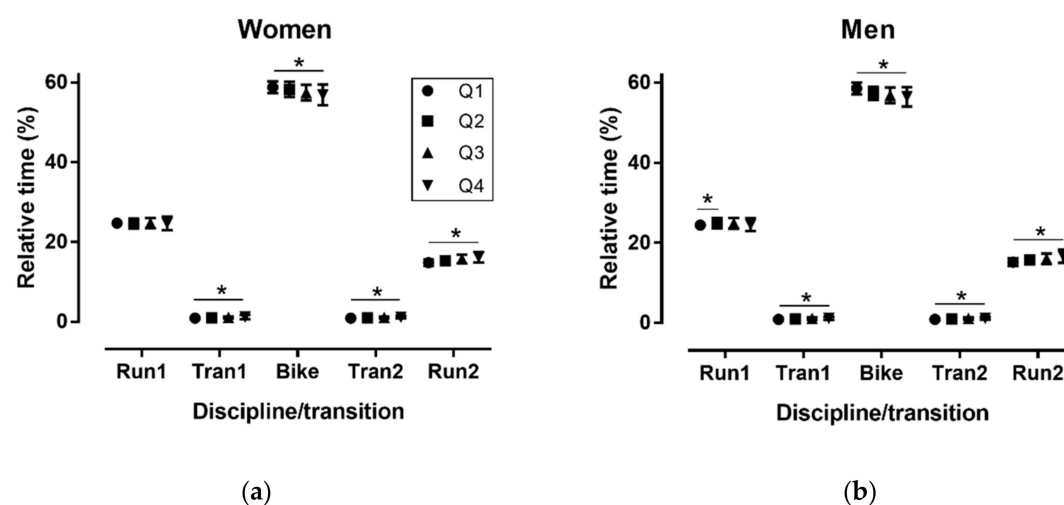 Women
Relative time (%)
60
40
20
0
*
*
*
*
Q1
Q2
Q3
Q4
Run1 Tran1 Bike Tran2 Run2
Discipline/transition
(a)
Men
Relative time (%)
60
40
20
0
*
*
*
*
*
Run1 Tran1 Bike Tran2 Run2
Discipline/transition
(b)